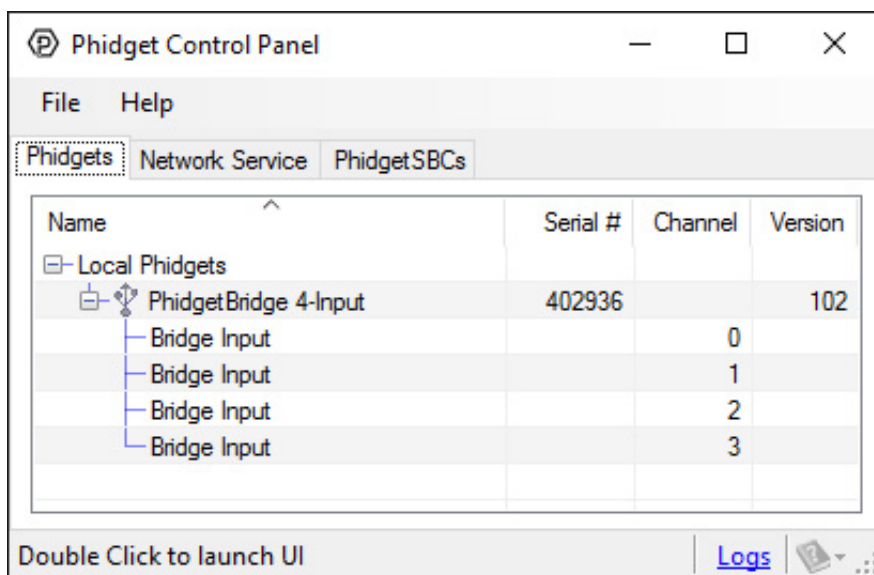 Phidget Control Panel
File Help
Phidgets Network Service PhidgetSBCs
Name Serial # Channel Version
Local Phidgets
PhidgetBridge 4-Input 402936 102
Bridge Input 0
Bridge Input 1
Bridge Input 2
Bridge Input 3
Double Click to launch UI Logs